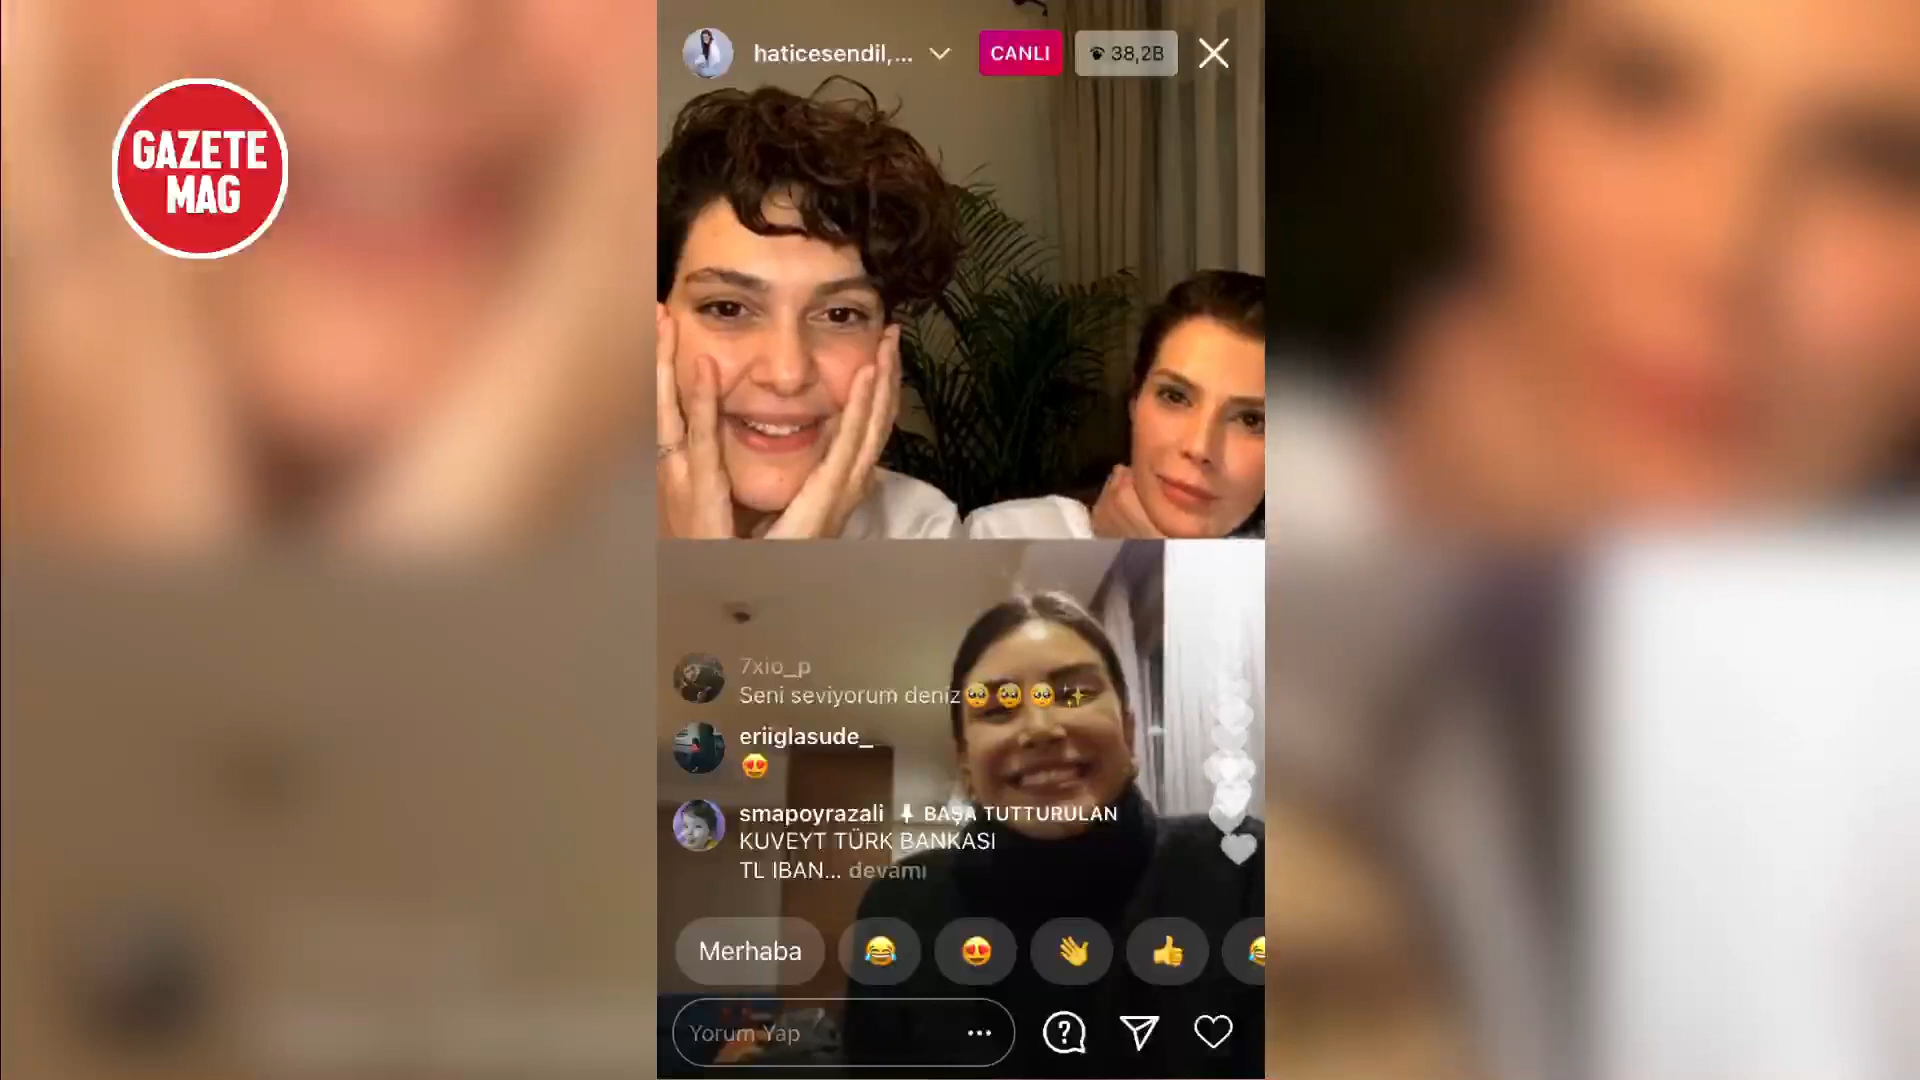 GAZETE
MAG
haticesendil,...
CANLI
38,2B
7xio_p
Seni seviyorum deniz🥺🥺🥺✨
eriiglasude_
😍
smapoyrazali BAŞA TUTTURULAN
KUVEYT TÜRK BANKASI
TL IBAN... devamı
Merhaba
Yorum Yap